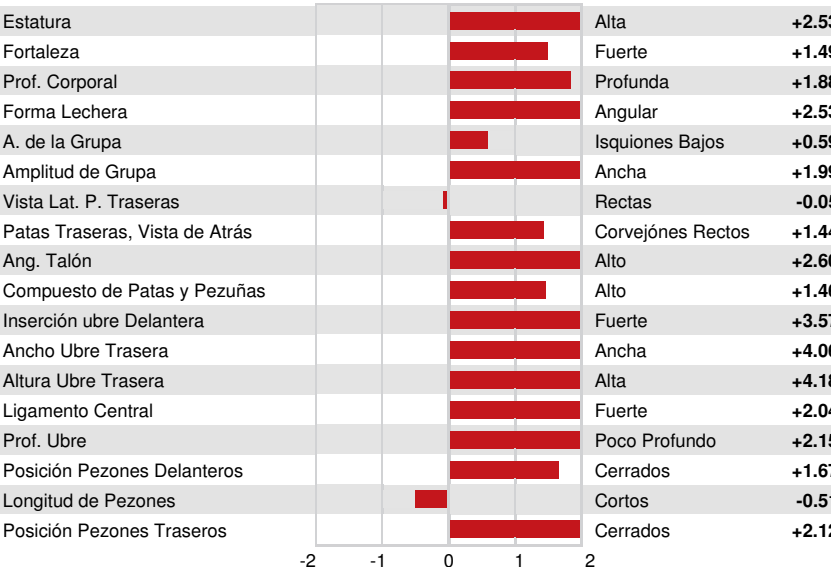 Estatura Alta +2.53
Fortaleza Fuerte +1.49
Prof. Corporal Profunda +1.88
Forma Lechera Angular +2.53
A. de la Grupa Isquiones Bajos +0.59
Amplitud de Grupa Ancha +1.99
Vista Lat. P. Traseras Rectas -0.05
Patas Traseras, Vista de Atrás Corvejónes Rectos +1.44
Ang. Talón Alto +2.60
Compuesto de Patas y Pezuñas Alto +1.46
Inserción ubre Delantera Fuerte +3.57
Ancho Ubre Trasera Ancha +4.06
Altura Ubre Trasera Alta +4.18
Ligamento Central Fuerte +2.04
Prof. Ubre Poco Profundo +2.15
Posición Pezones Delanteros Cerrados +1.67
Longitud de Pezones Cortos -0.51
Posición Pezones Traseros Cerrados +2.12
-2 -1 0 1 2